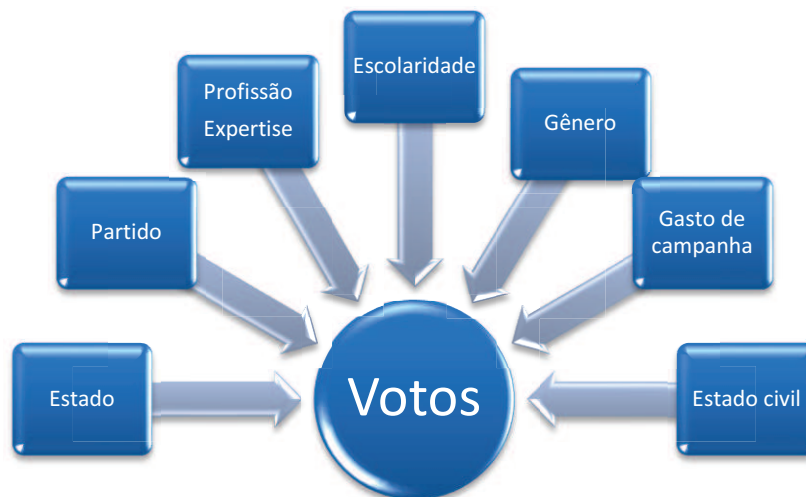 Escolaridade
Profissão
Expertise
Gênero
Partido
Gasto de
campanha
Estado
Votos
Estado civil